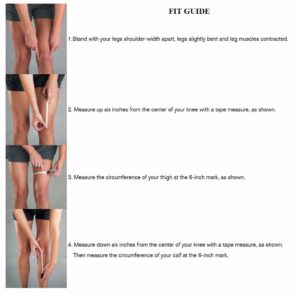 FIT GUIDE
1.Stand with your legs shoulder-width apart, legs slightly bent and leg muscles contracted.
2. Measure up six inches from the center of your knee with a tape measure, as shown.
3. Measure the circumference of your thigh at the 6-inch mark, as shown.
4. Measure down six inches from the center of your knee with a tape measure, as shown.
Then measure the circumference of your calf at the 6-inch mark.